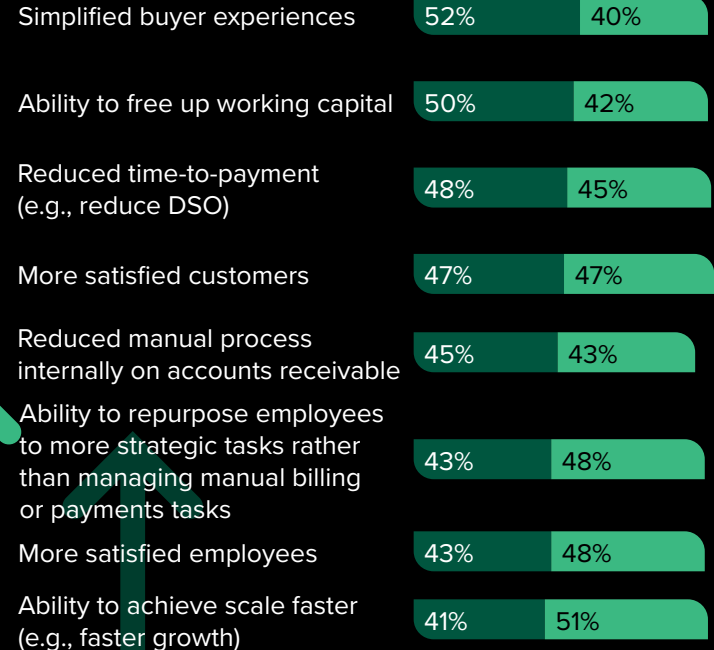 Simplified buyer experiences 52% 40%
Ability to free up working capital 50% 42%
Reduced time-to-payment
(e.g., reduce DSO) 48% 45%
More satisfied customers 47% 47%
Reduced manual process
internally on accounts receivable 45% 43%
Ability to repurpose employees
to more strategic tasks rather
than managing manual billing
or payments tasks 43% 48%
More satisfied employees 43% 48%
Ability to achieve scale faster
(e.g., faster growth) 41% 51%